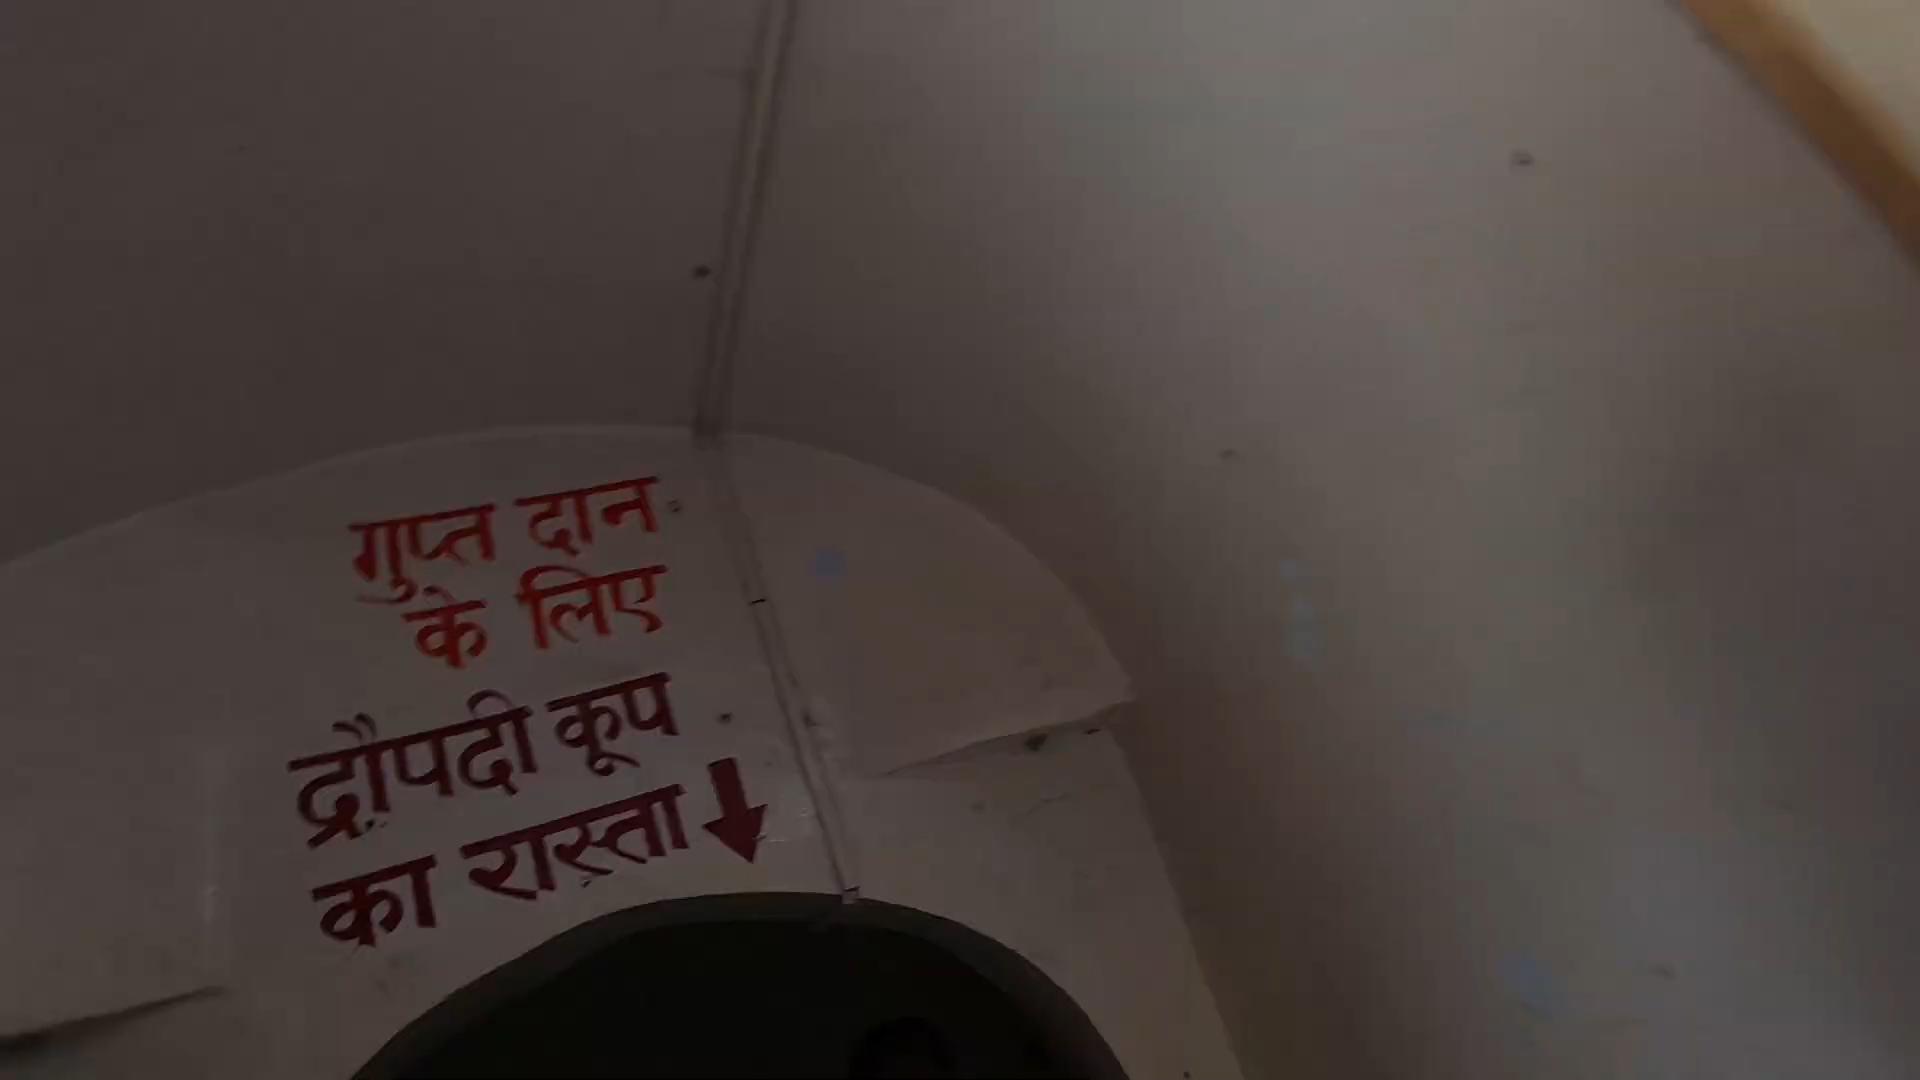 गुप्त दान
के लिए
द्रौपदी कूप
का रास्ता